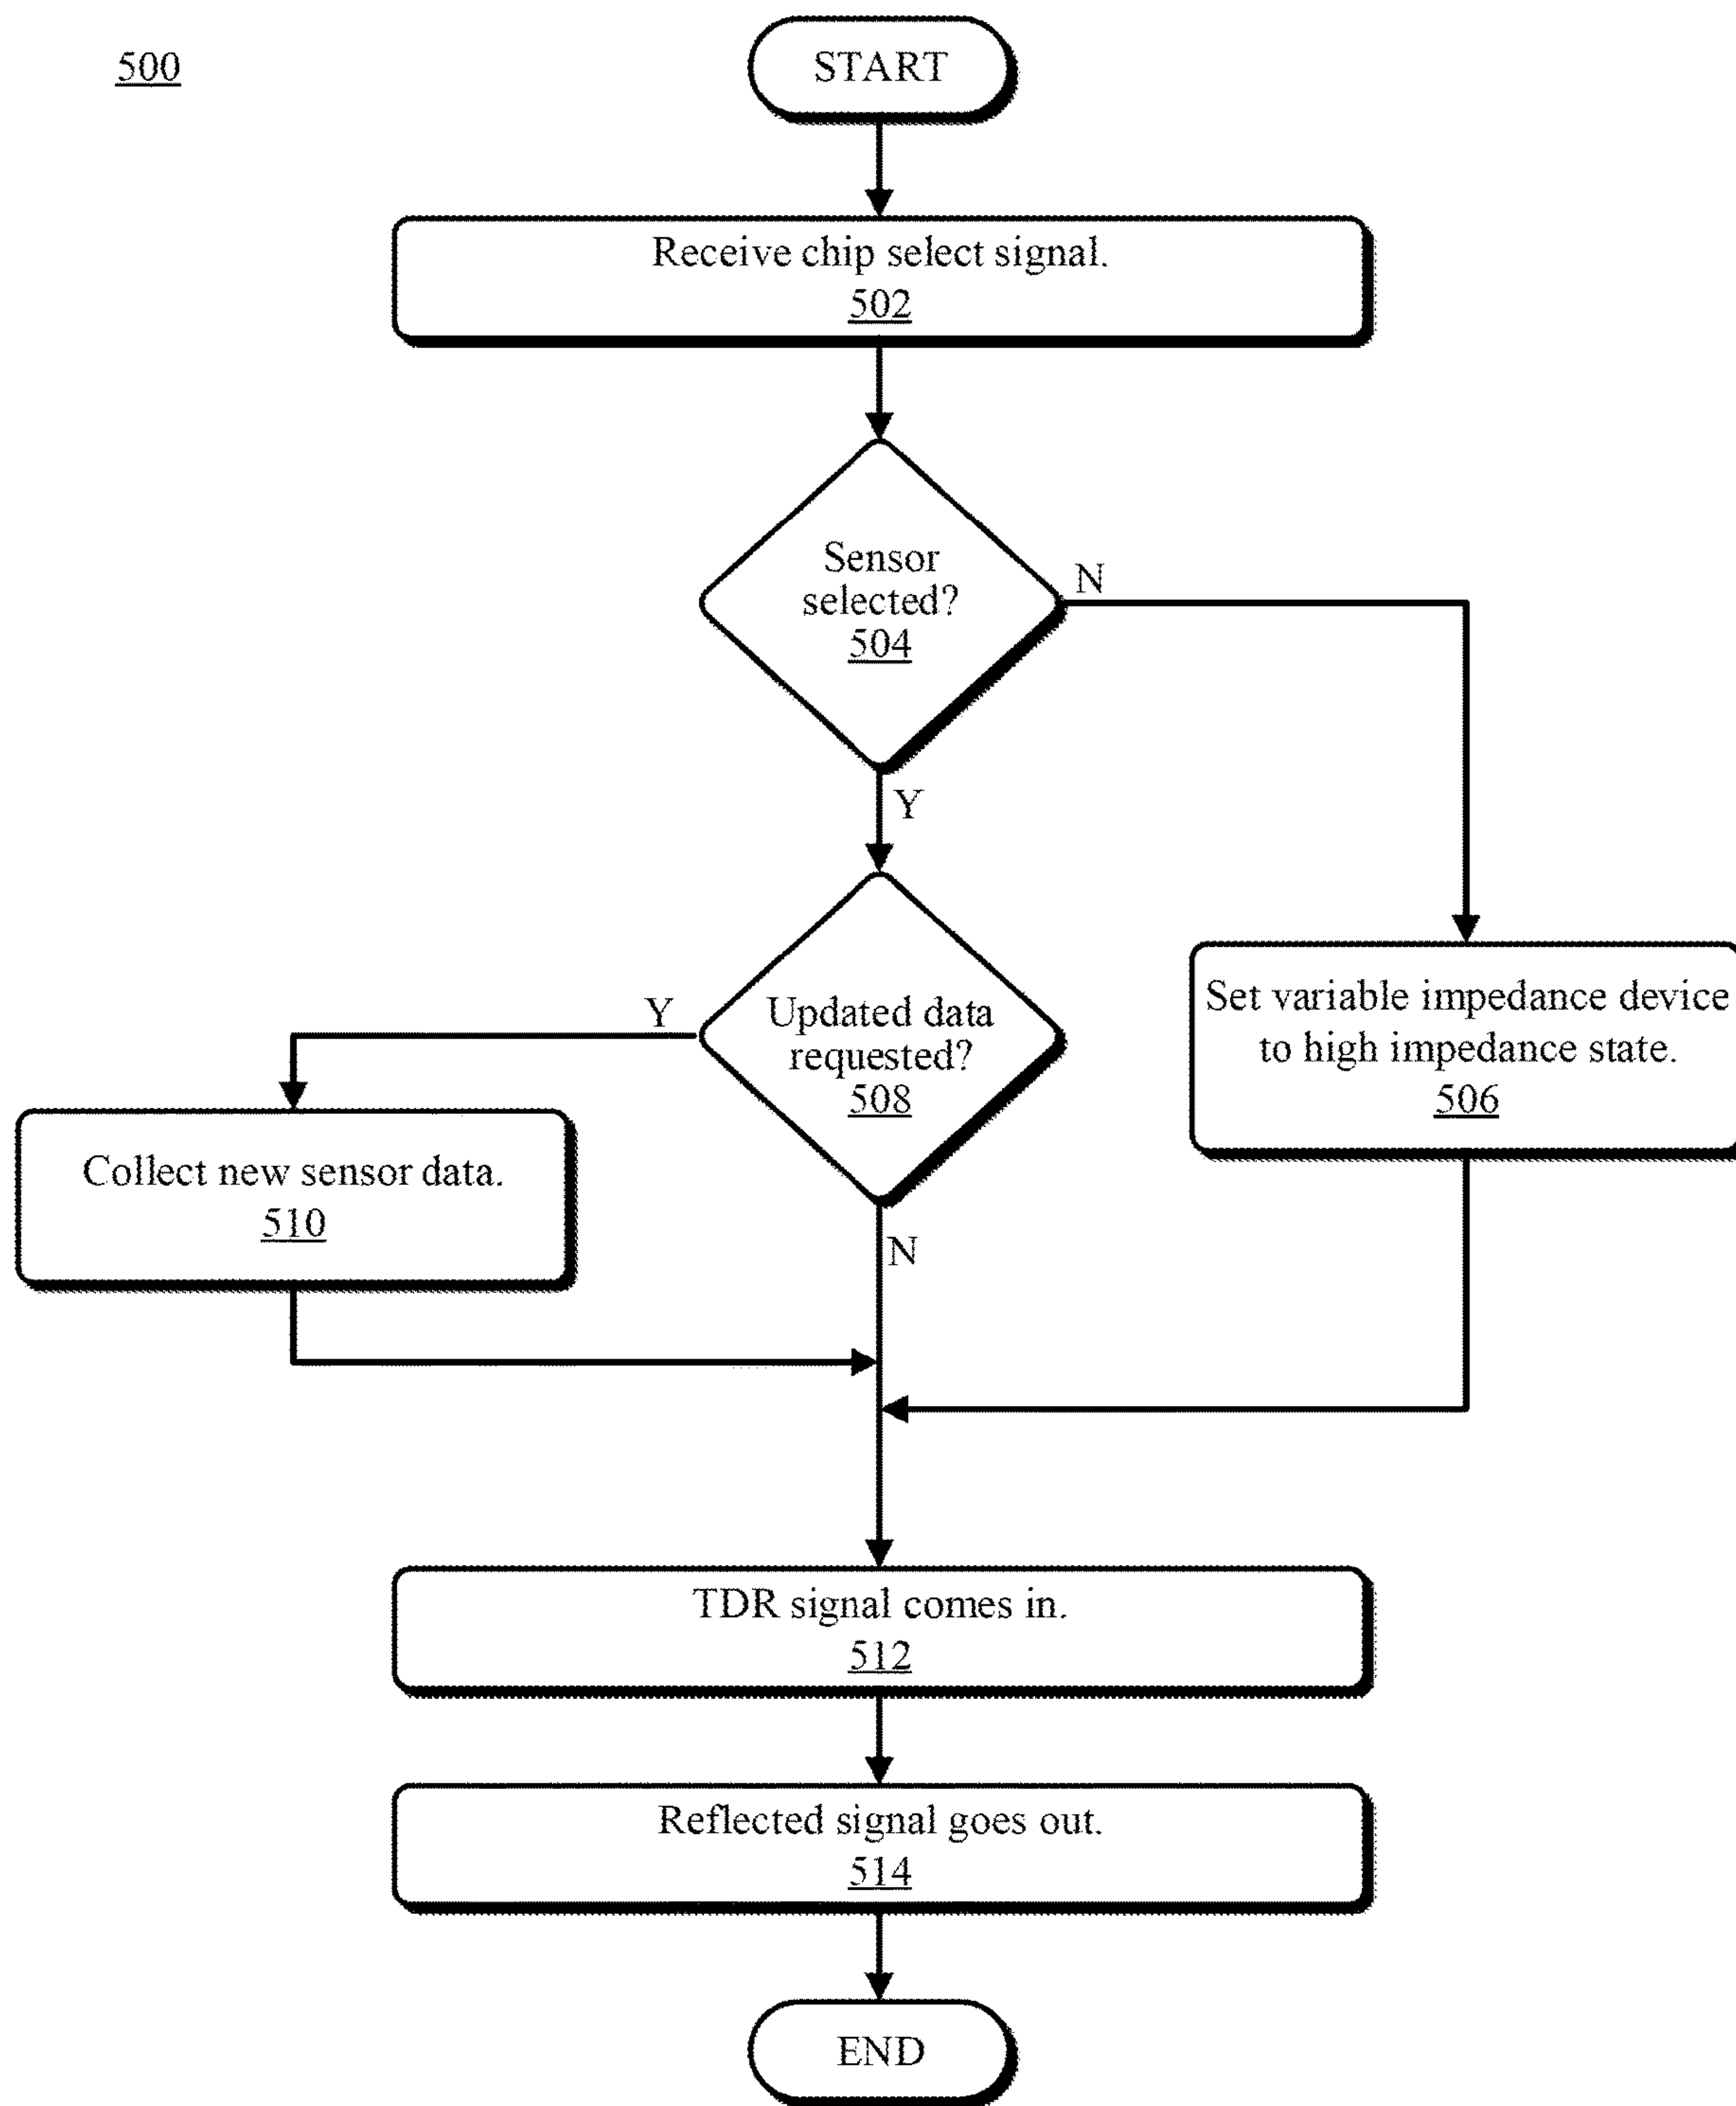 500
START
Receive chip select signal.
502
Sensor
selected?
504
N
Y
Updated data
requested?
508
Y
Set variable impedance device
to high impedance state.
506
Collect new sensor data.
510
N
TDR signal comes in.
512
Reflected signal goes out.
514
END